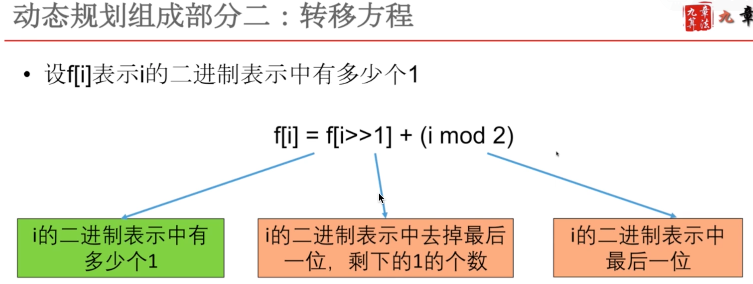 动态规划组成部分二：转移方程
九章算法
九章
• 设f[i]表示i的二进制表示中有多少个1
f[i] = f[i>>1] + (i mod 2)
i的二进制表示中有
多少个1
i的二进制表示中去掉最后
一位，剩下的1的个数
i的二进制表示中
最后一位